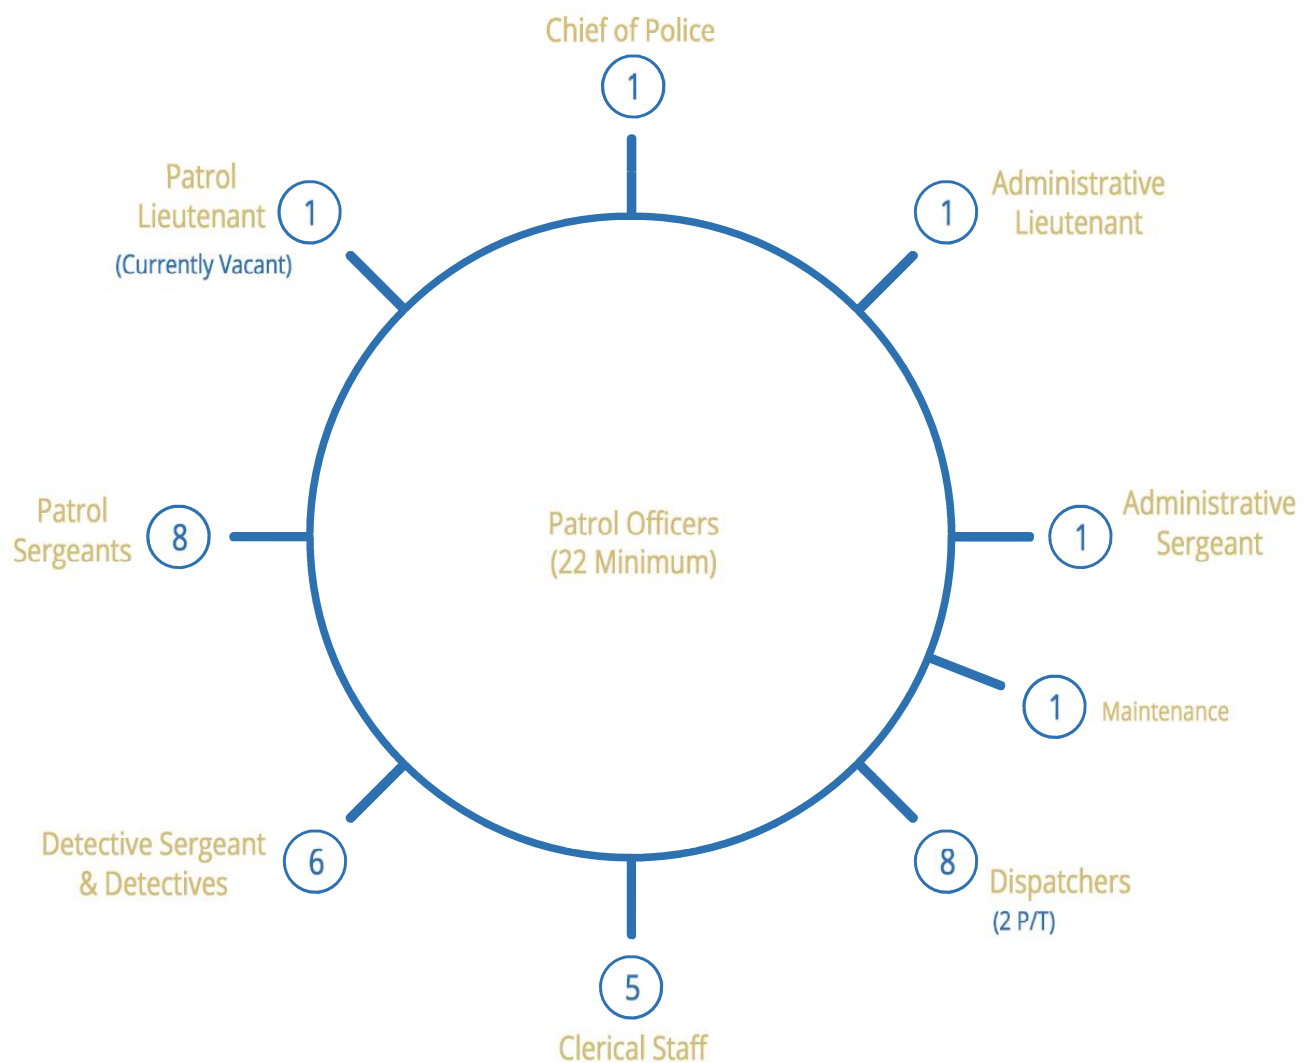 Chief of Police
1
Patrol
Lieutenant
1
(Currently Vacant)
1
Administrative
Lieutenant
Patrol
Sergeants
8
Patrol Officers
(22 Minimum)
1
Administrative
Sergeant
1
Maintenance
Detective Sergeant
& Detectives
6
8
Dispatchers
(2 P/T)
5
Clerical Staff